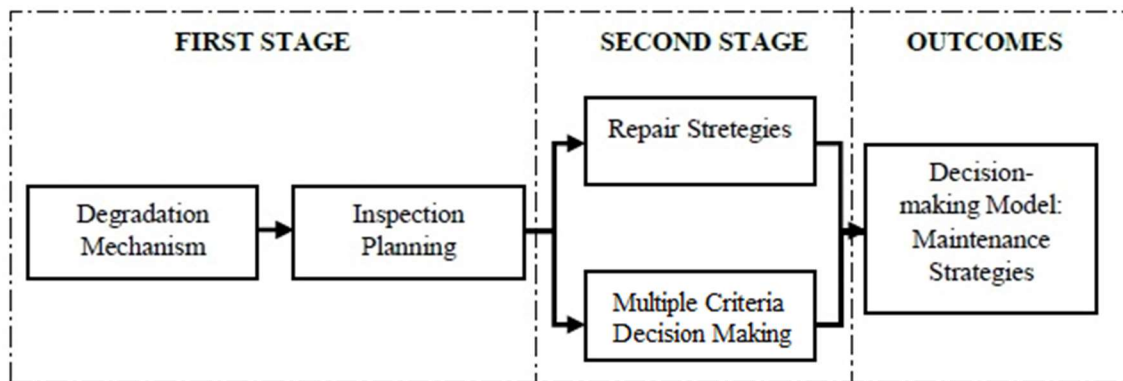 FIRST STAGE
SECOND STAGE
OUTCOMES
Degradation
Mechanism
Inspection
Planning
Repair Stretegies
Multiple Criteria
Decision Making
Decision-
making Model:
Maintenance
Strategies